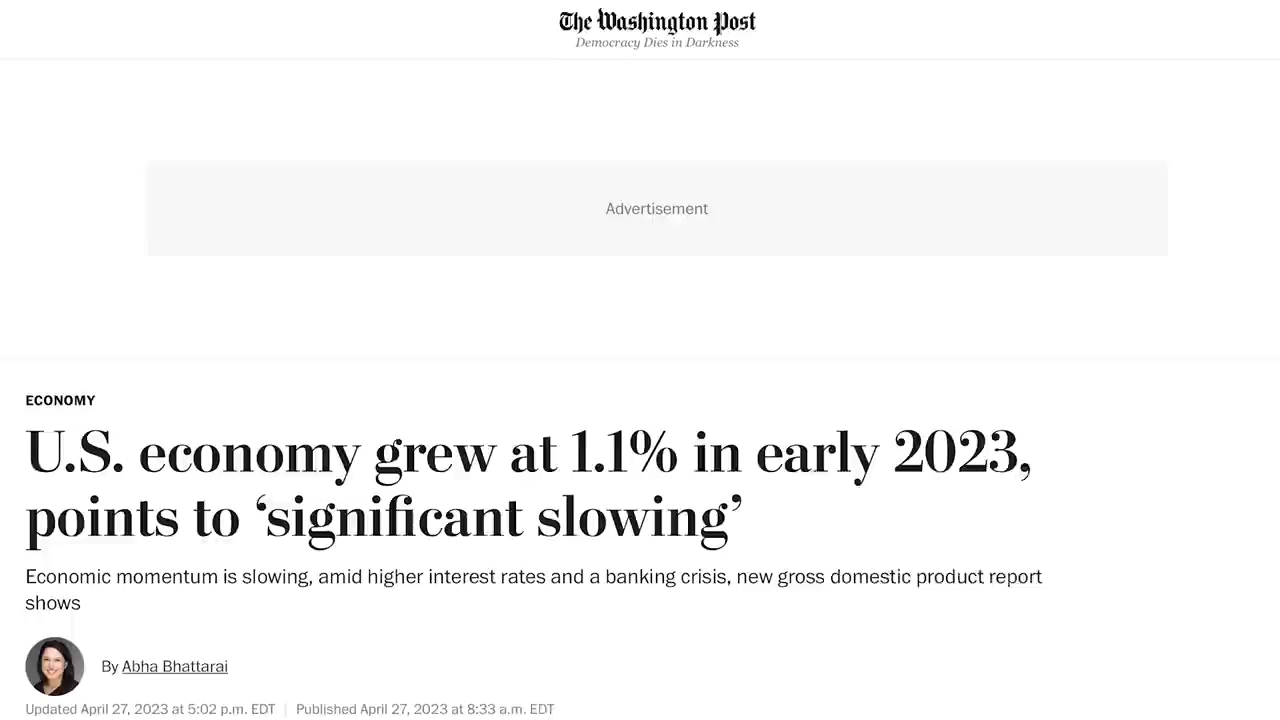 The Washington Post
Democracy Dies in Darkness
Advertisement
ECONOMY
U.S. economy grew at 1.1% in early 2023,
points to ‘significant slowing’
Economic momentum is slowing, amid higher interest rates and a banking crisis, new gross domestic product report
shows
By Abha Bhattarai
Updated April 27, 2023 at 5:02 p.m. EDT | Published April 27, 2023 at 8:33 a.m. EDT